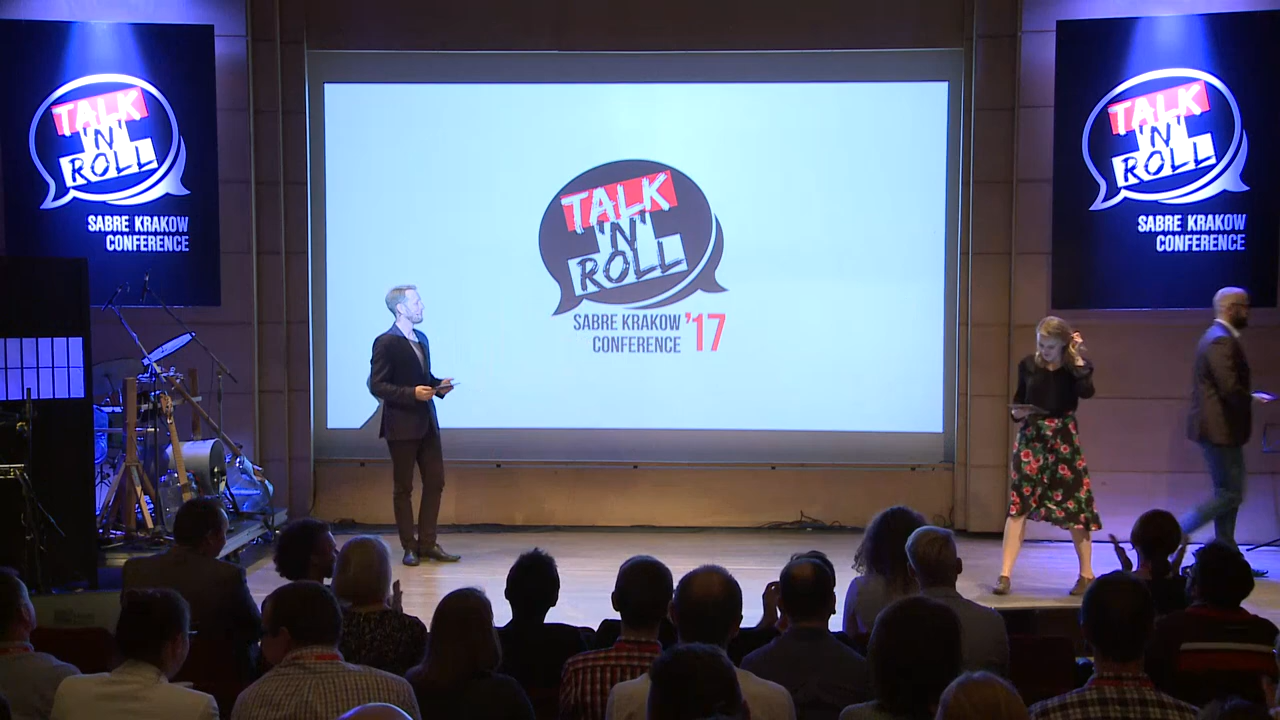 TALK
'N'
ROLL
SABRE KRAKOW
CONFERENCE
TALK
'N'
ROLL
SABRE KRAKOW '17
CONFERENCE
TALK
'N'
ROLL
SABRE KRAKOW
CONFERENCE